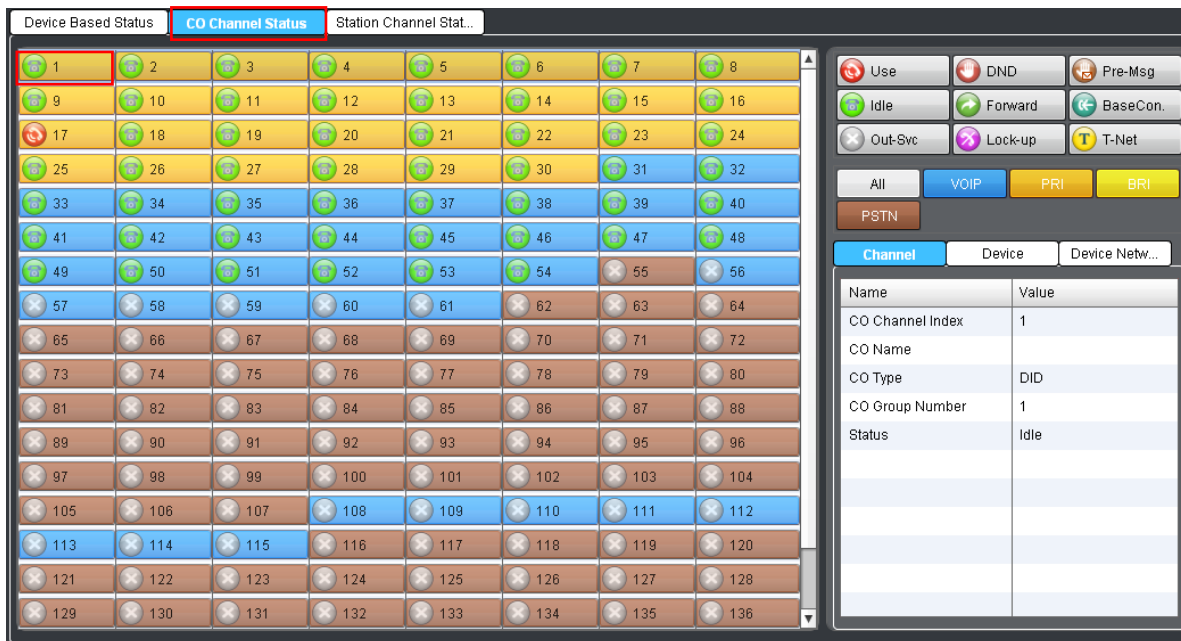 Device Based Status CO Channel Status Station Channel Stat...
1 2 3 4 5 6 7 8
9 10 11 12 13 14 15 16
17 18 19 20 21 22 23 24
25 26 27 28 29 30 31 32
33 34 35 36 37 38 39 40
41 42 43 44 45 46 47 48
49 50 51 52 53 54 55 56
57 58 59 60 61 62 63 64
65 66 67 68 69 70 71 72
73 74 75 76 77 78 79 80
81 82 83 84 85 86 87 88
89 90 91 92 93 94 95 96
97 98 99 100 101 102 103 104
105 106 107 108 109 110 111 112
113 114 115 116 117 118 119 120
121 122 123 124 125 126 127 128
129 130 131 132 133 134 135 136
Use DND Pre-Msg
Idle Forward BaseCon.
Out-Svc Lock-up T T-Net
All VOIP PRI BRI
PSTN
Channel Device Device Netw...
Name Value
CO Channel Index 1
CO Name
CO Type DID
CO Group Number 1
Status Idle